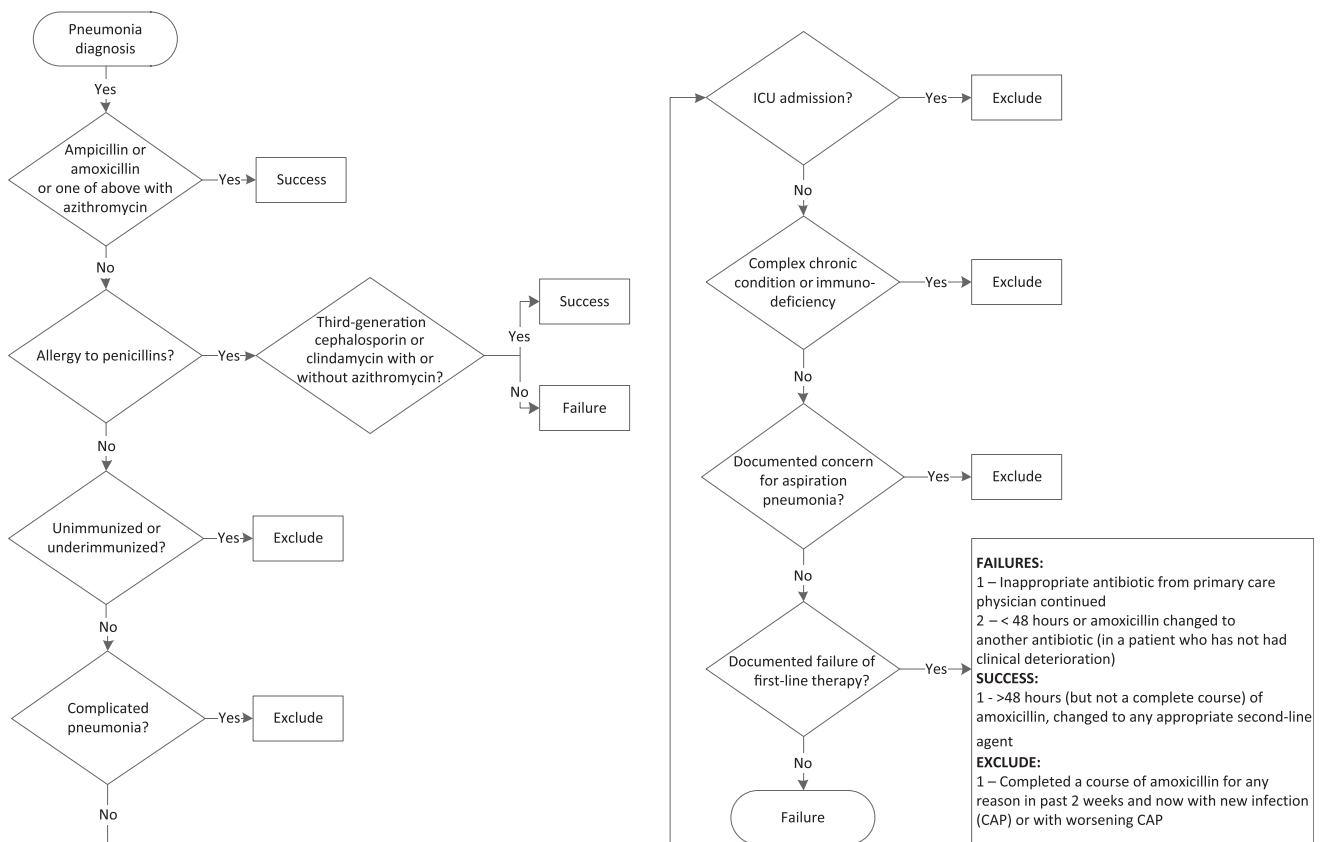 Pneumonia
diagnosis
Yes
Ampicillin or
amoxicillin
or one of above with
azithromycin
Yes
Success
No
Allergy to penicillins?
Yes
Third-generation
cephalosporin or
clindamycin with or
without azithromycin?
Yes
Success
No
Failure
No
Unimmunized or
underimmunized?
Yes
Exclude
No
Complicated
pneumonia?
Yes
Exclude
No
ICU admission?
Yes
Exclude
No
Complex chronic
condition or immuno-
deficiency
Yes
Exclude
No
Documented concern
for aspiration
pneumonia?
Yes
Exclude
No
Documented failure of
first-line therapy?
Yes
FAILURES:
1 – Inappropriate antibiotic from primary care
physician continued
2 – < 48 hours or amoxicillin changed to
another antibiotic (in a patient who has not had
clinical deterioration)
SUCCESS:
1 - >48 hours (but not a complete course) of
amoxicillin, changed to any appropriate second-line
agent
EXCLUDE:
1 – Completed a course of amoxicillin for any
reason in past 2 weeks and now with new infection
(CAP) or with worsening CAP
No
Failure